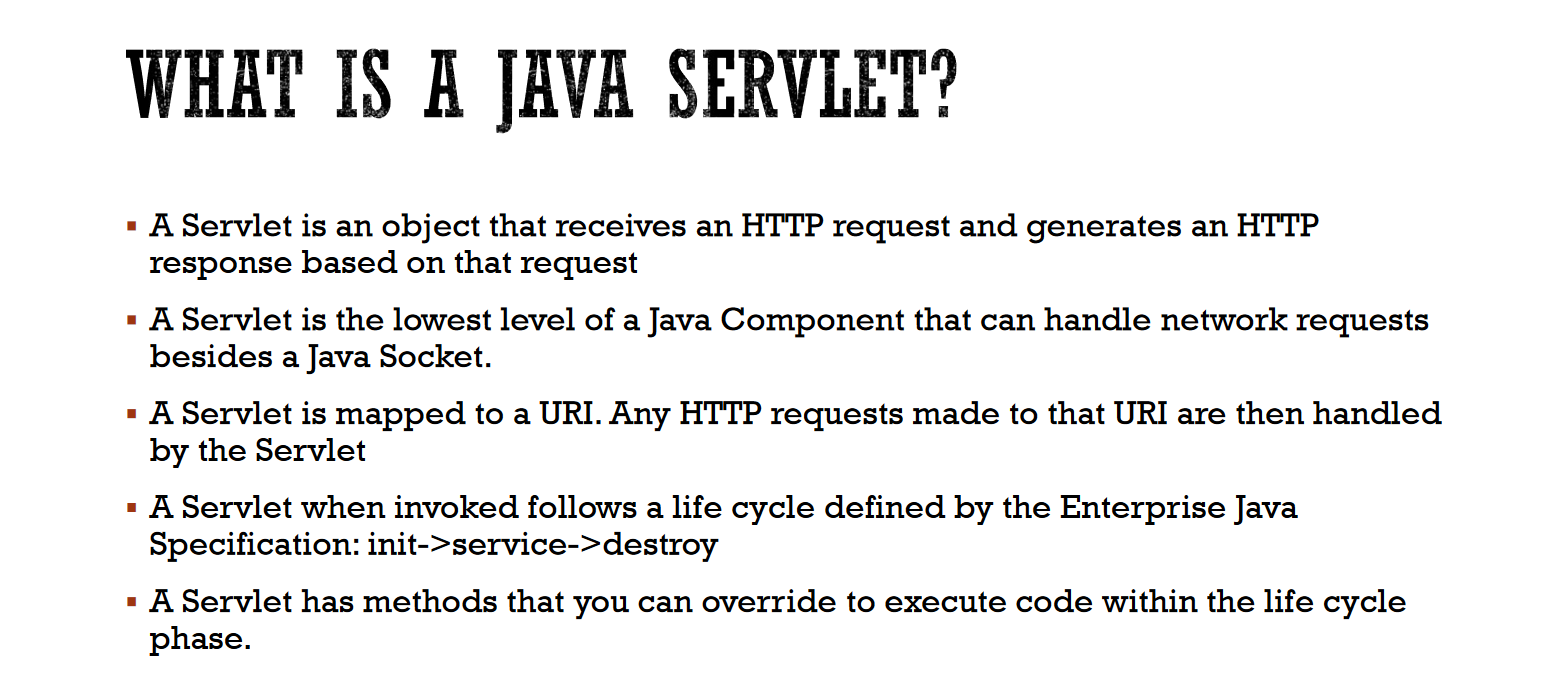 WHAT IS A JAVA SERVLET?
▪ A Servlet is an object that receives an HTTP request and generates an HTTP
response based on that request
▪ A Servlet is the lowest level of a Java Component that can handle network requests
besides a Java Socket.
▪ A Servlet is mapped to a URI. Any HTTP requests made to that URI are then handled
by the Servlet
▪ A Servlet when invoked follows a life cycle defined by the Enterprise Java
Specification: init->service->destroy
▪ A Servlet has methods that you can override to execute code within the life cycle
phase.